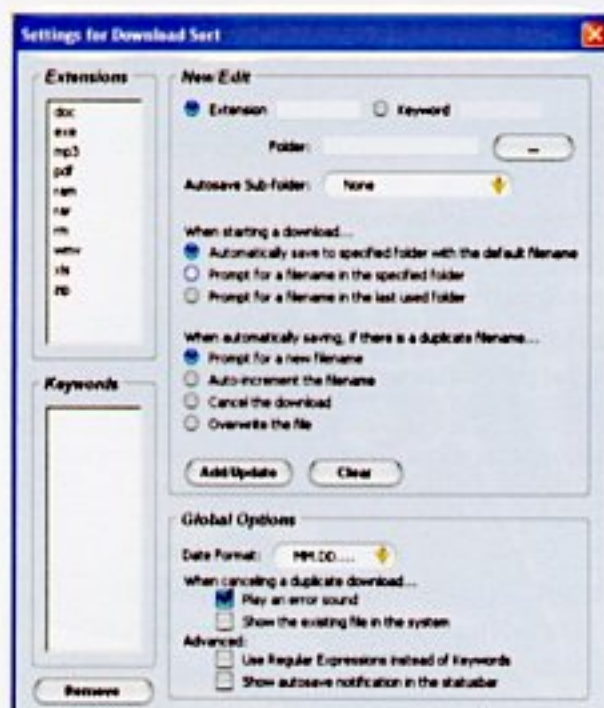 Settings for Download Sort
Extensions
doc
exe
mp3
pdf
ram
rar
rm
wmv
xls
zip
Keywords
Remove
New Edit
Extension Keyword
Folder: ...
Autosave Sub-folder: None
When starting a download...
Automatically save to specified folder with the default filename
Prompt for a filename in the specified folder
Prompt for a filename in the last used folder
When automatically saving, if there is a duplicate filename...
Prompt for a new filename
Auto-increment the filename
Cancel the download
Overwrite the file
Add/Update Clear
Global Options
Date Format: MM.DD....
When canceling a duplicate download...
Play an error sound
Show the existing file in the system
Advanced:
Use Regular Expressions instead of Keywords
Show autosave notification in the statusbar